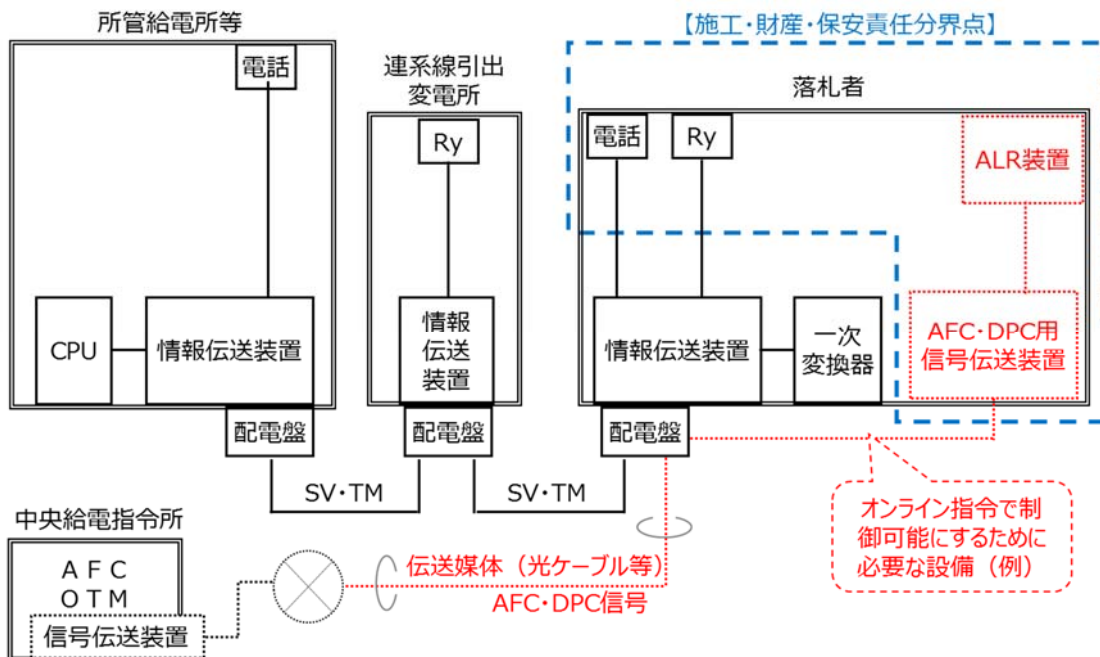 所管給電所等
電話
CPU
情報伝送装置
配電盤
連系線引出
変電所
Ry
情報
伝送
装置
配電盤
【施工・財産・保安責任分界点】
落札者
電話
Ry
ALR装置
情報伝送装置
一次
変換器
AFC・DPC用
信号伝送装置
配電盤
SV・TM
SV・TM
オンライン指令で制
御可能にするために
必要な設備（例）
中央給電指令所
ＡＦＣ
ＯＴＭ
信号伝送装置
伝送媒体（光ケーブル等）
AFC・DPC信号